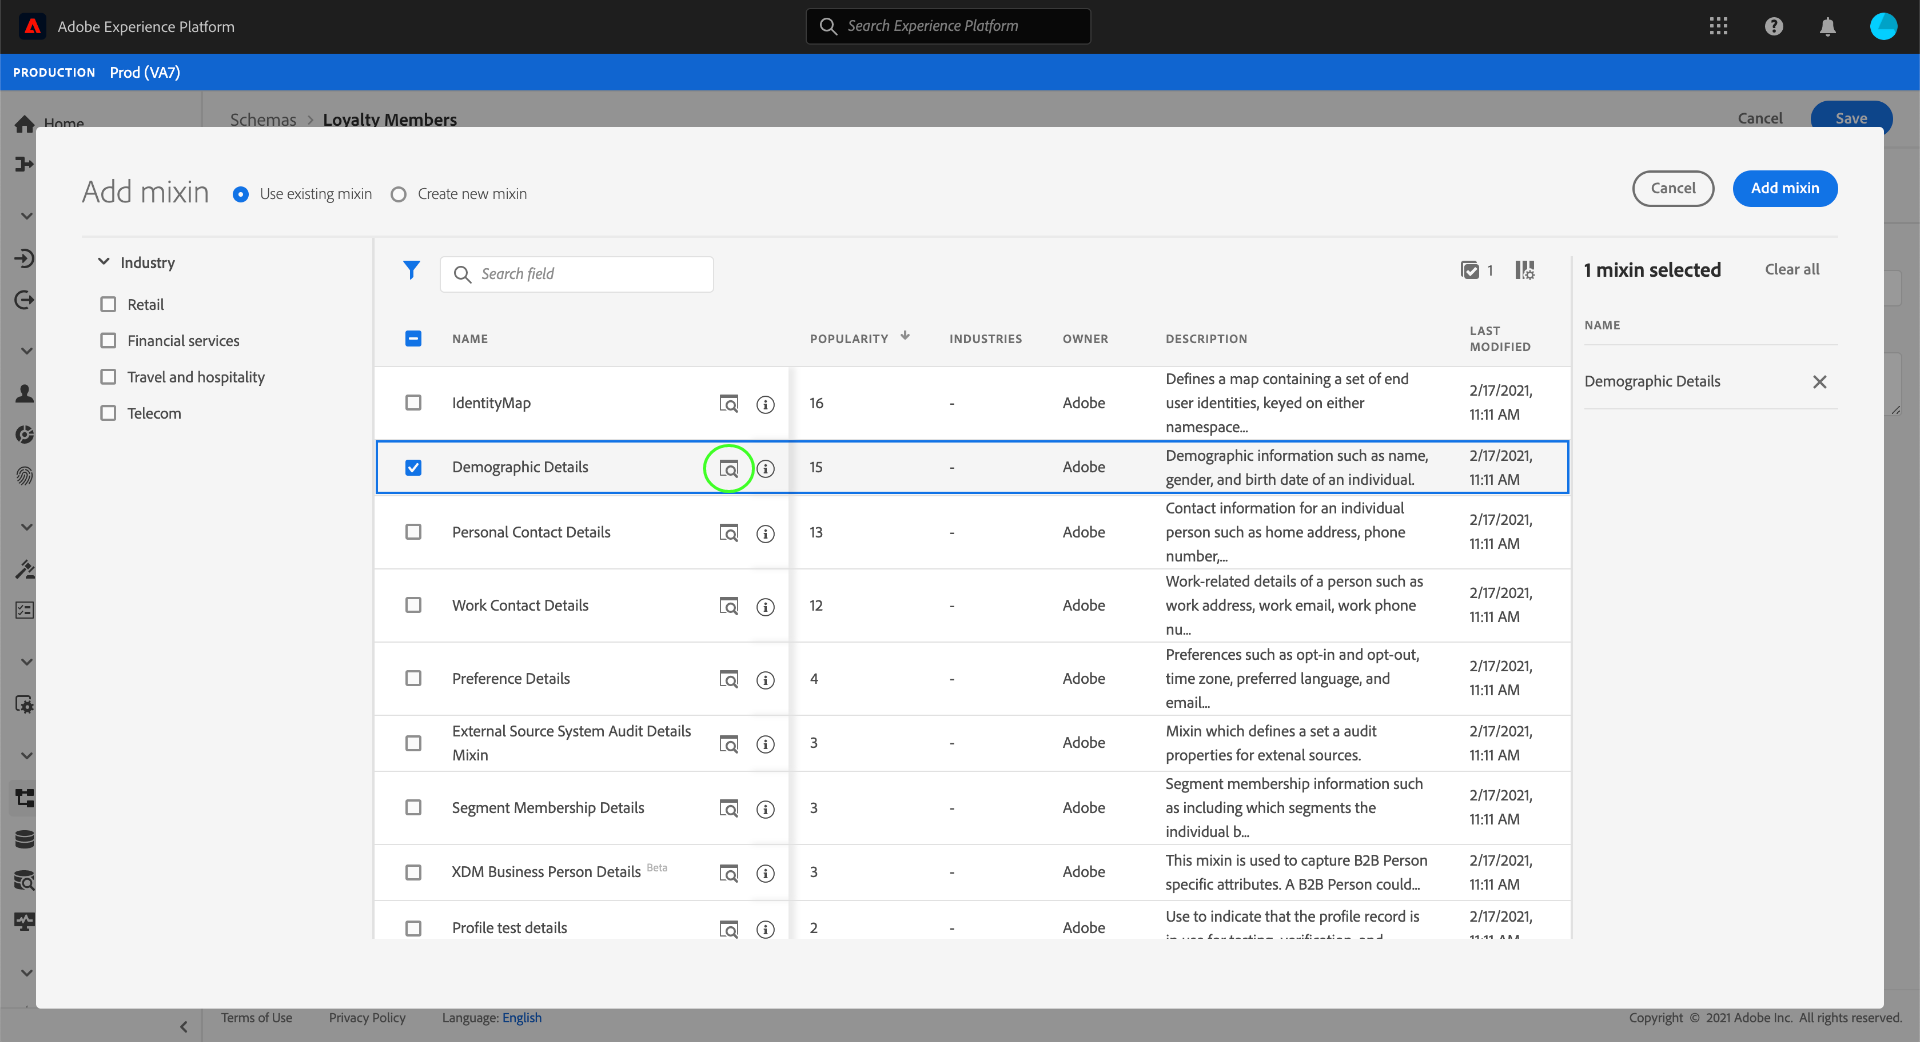 Adobe Experience Platform
Search Experience Platform
PRODUCTION Prod (VA7)
Home
Schemas > Loyalty Members
Cancel Save
Add mixin Use existing mixin Create new mixin
Cancel Add mixin
Industry
Retail
Financial services
Travel and hospitality
Telecom
Search field
1
NAME POPULARITY INDUSTRIES OWNER DESCRIPTION LAST
MODIFIED
IdentityMap 16 - Adobe
Defines a map containing a set of end
user identities, keyed on either
namespace...
2/17/2021,
11:11 AM
Demographic Details 15 - Adobe
Demographic information such as name,
gender, and birth date of an individual.
2/17/2021,
11:11 AM
Personal Contact Details 13 - Adobe
Contact information for an individual
person such as home address, phone
number,...
2/17/2021,
11:11 AM
Work Contact Details 12 - Adobe
Work-related details of a person such as
work address, work email, work phone
nu...
2/17/2021,
11:11 AM
Preference Details 4 - Adobe
Preferences such as opt-in and opt-out,
time zone, preferred language, and
email...
2/17/2021,
11:11 AM
External Source System Audit Details
Mixin
3 - Adobe
Mixin which defines a set a audit
properties for extenal sources.
2/17/2021,
11:11 AM
Segment Membership Details 3 - Adobe
Segment membership information such
as including which segments the
individual b...
2/17/2021,
11:11 AM
XDM Business Person Details Beta 3 - Adobe
This mixin is used to capture B2B Person
specific attributes. A B2B Person could...
2/17/2021,
11:11 AM
Profile test details 2 - Adobe
Use to indicate that the profile record is
in use for testing, verification, and
2/17/2021,
11:11 AM
1 mixin selected Clear all
NAME
Demographic Details
Terms of Use Privacy Policy Language: English
Copyright © 2021 Adobe Inc. All rights reserved.